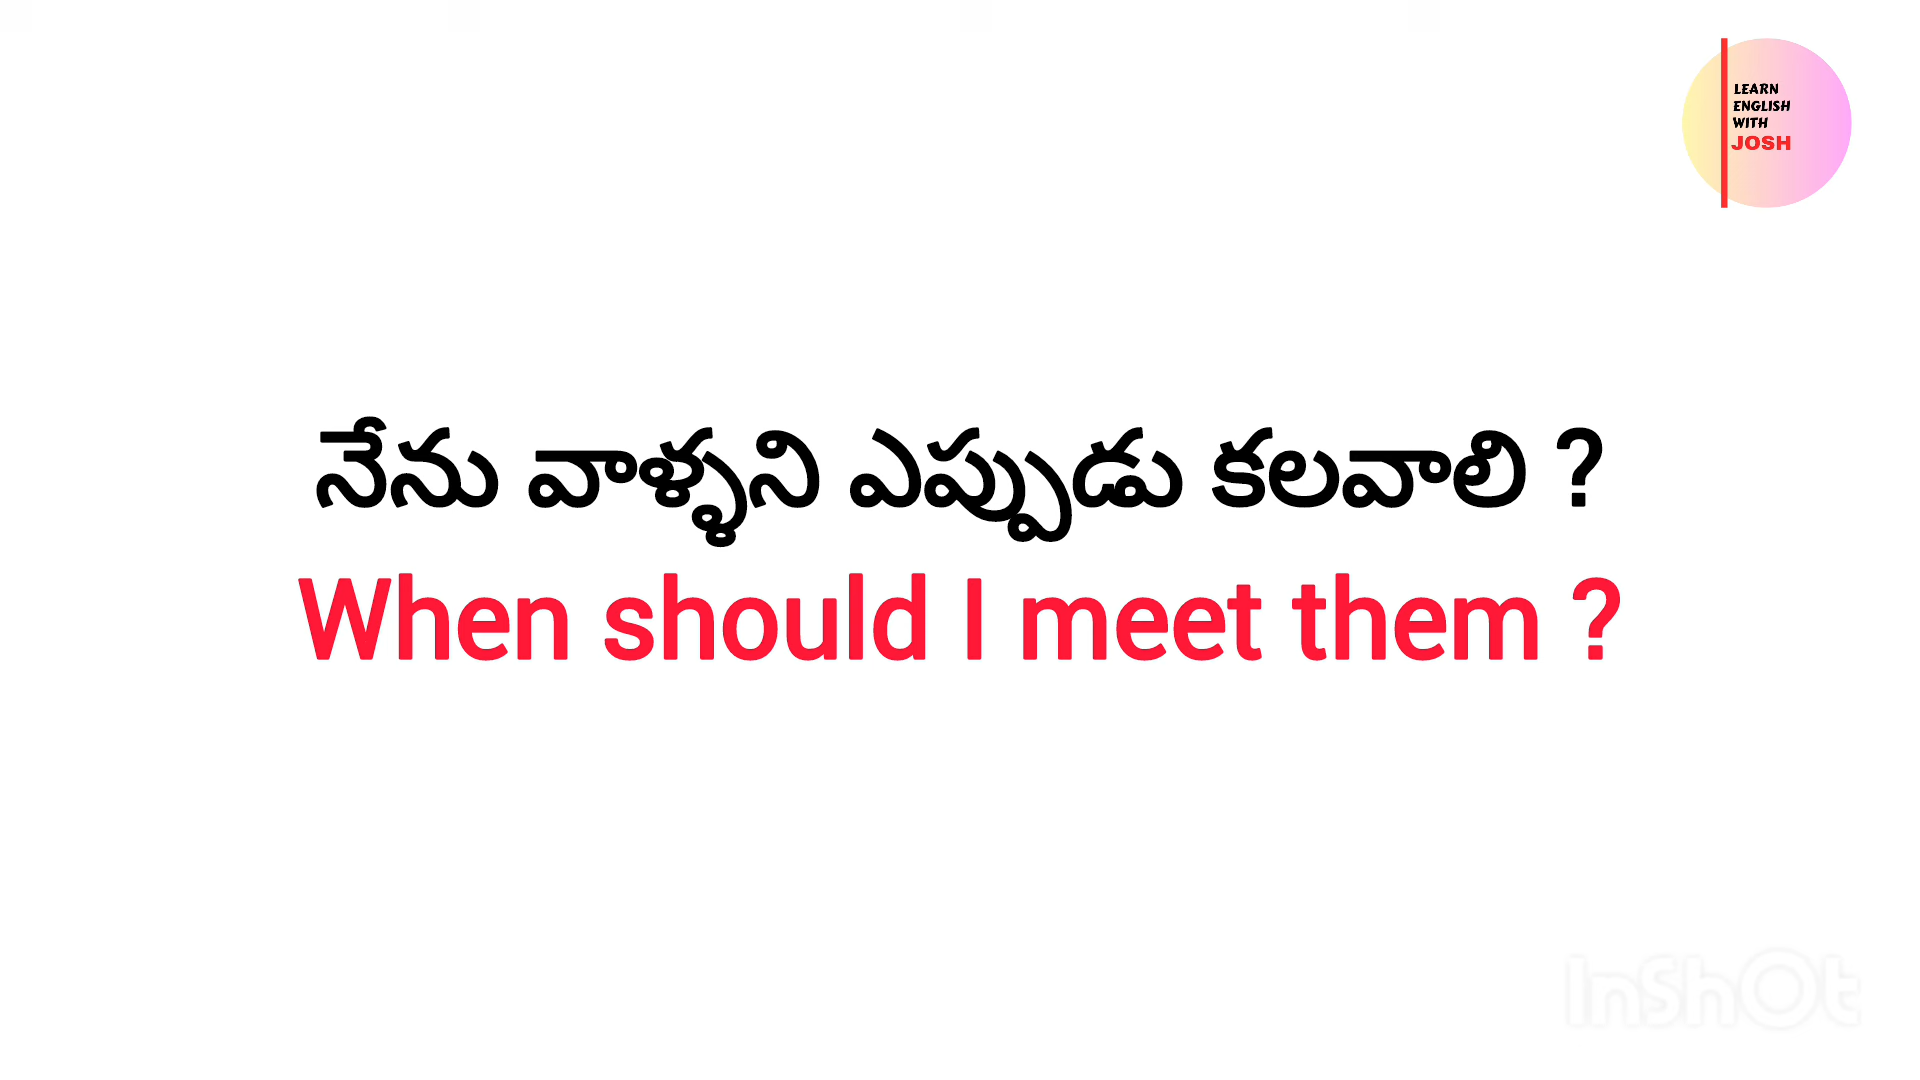 LEARN
ENGLISH
WITH
JOSH
నేను వాళ్ళని ఎప్పుడు కలవాలి ?
When should I meet them ?
InShOt